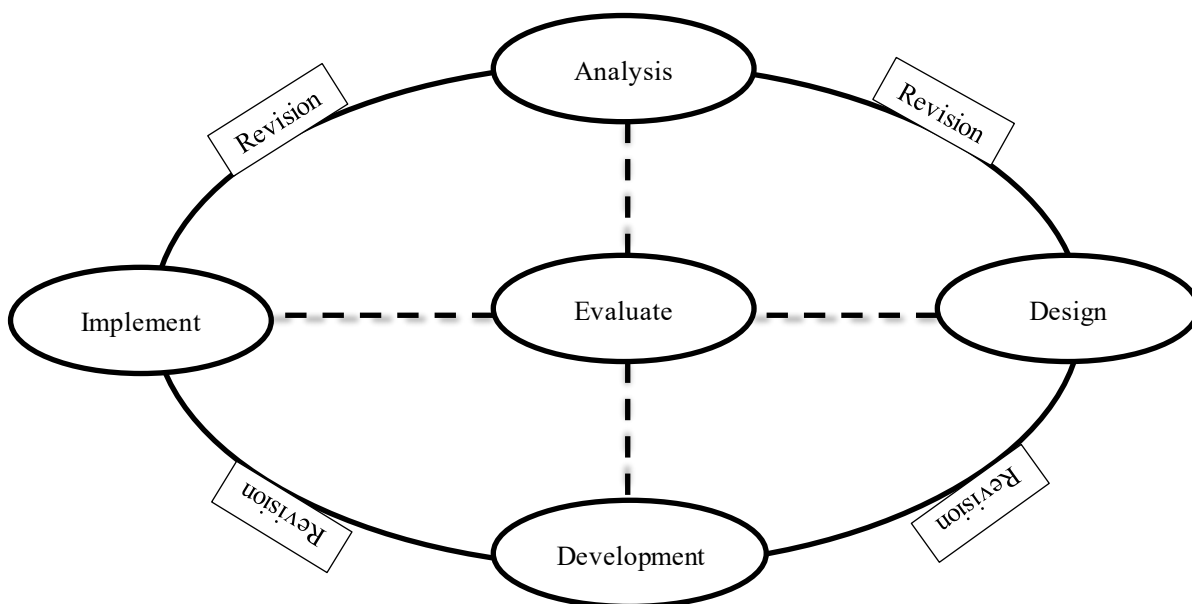 Analysis
Revision
Revision
Implement
Evaluate
Design
Revision
Revision
Development